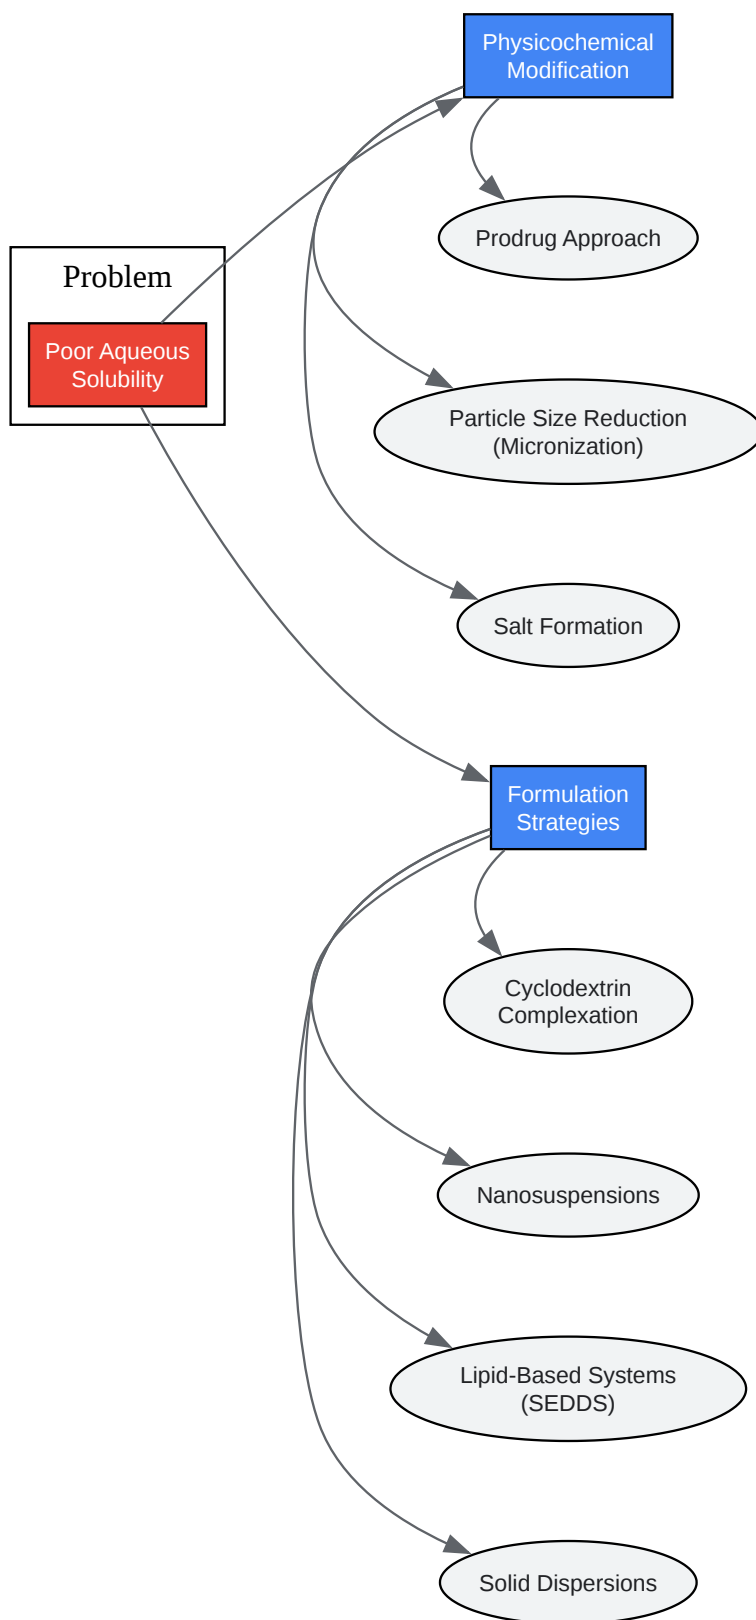 Physicochemical
Modification
Prodrug Approach
Problem
Poor Aqueous
Solubility
Particle Size Reduction
(Micronization)
Salt Formation
Formulation
Strategies
Cyclodextrin
Complexation
Nanosuspensions
Lipid-Based Systems
(SEDDS)
Solid Dispersions